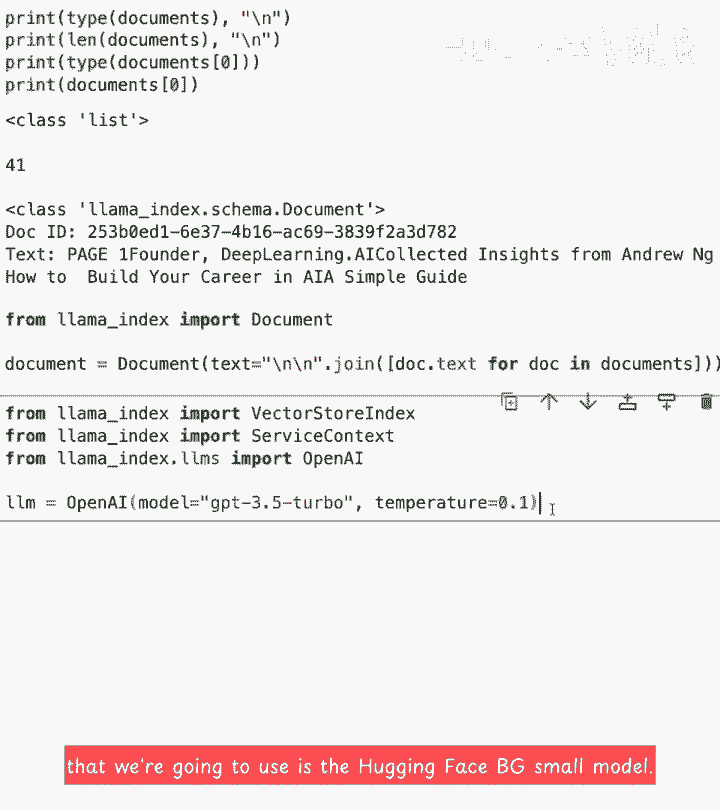 print(type(documents), "\n")
print(len(documents), "\n")
print(type(documents[0]))
print(documents[0])
<class 'list'>
41
<class 'llama_index.schema.Document'>
Doc ID: 253b0ed1-6e37-4b16-ac69-3839f2a3d782
Text: PAGE 1Founder, DeepLearning.AICollected Insights from Andrew Ng
How to  Build Your Career in AIA Simple Guide
from llama_index import Document
document = Document(text="\n\n".join([doc.text for doc in documents]))
from llama_index import VectorStoreIndex
from llama_index import ServiceContext
from llama_index.llms import OpenAI
llm = OpenAI(model="gpt-3.5-turbo", temperature=0.1)
that we're going to use is the Hugging Face BG small model.